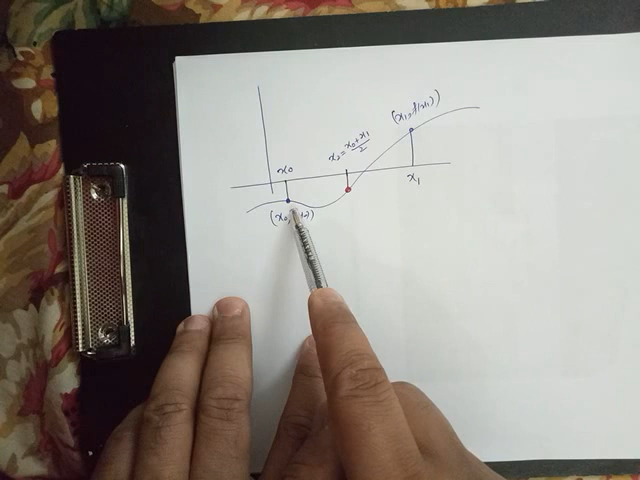 (x₁, f(x₁))
x₂ = x₀+x₁
2
x₀
x₁
(x₀,